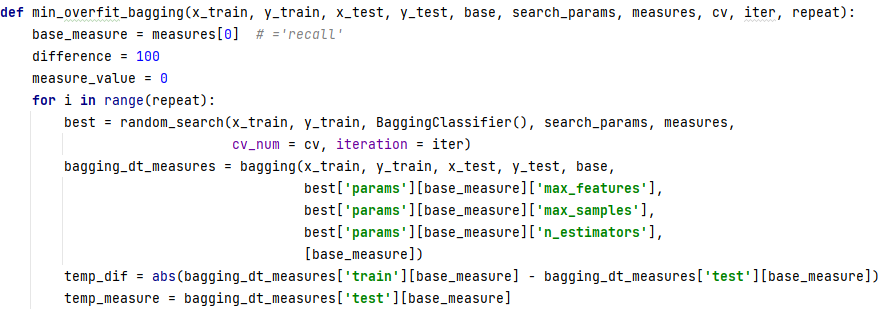 def min_overfit_bagging(x_train, y_train, x_test, y_test, base, search_params, measures, cv, iter, repeat):
    base_measure = measures[0]  # ='recall'
    difference = 100
    measure_value = 0
    for i in range(repeat):
        best = random_search(x_train, y_train, BaggingClassifier(), search_params, measures,
                             cv_num = cv, iteration = iter)
        bagging_dt_measures = bagging(x_train, y_train, x_test, y_test, base,
                                      best['params'][base_measure]['max_features'],
                                      best['params'][base_measure]['max_samples'],
                                      best['params'][base_measure]['n_estimators'],
                                      [base_measure])
        temp_dif = abs(bagging_dt_measures['train'][base_measure] - bagging_dt_measures['test'][base_measure])
        temp_measure = bagging_dt_measures['test'][base_measure]